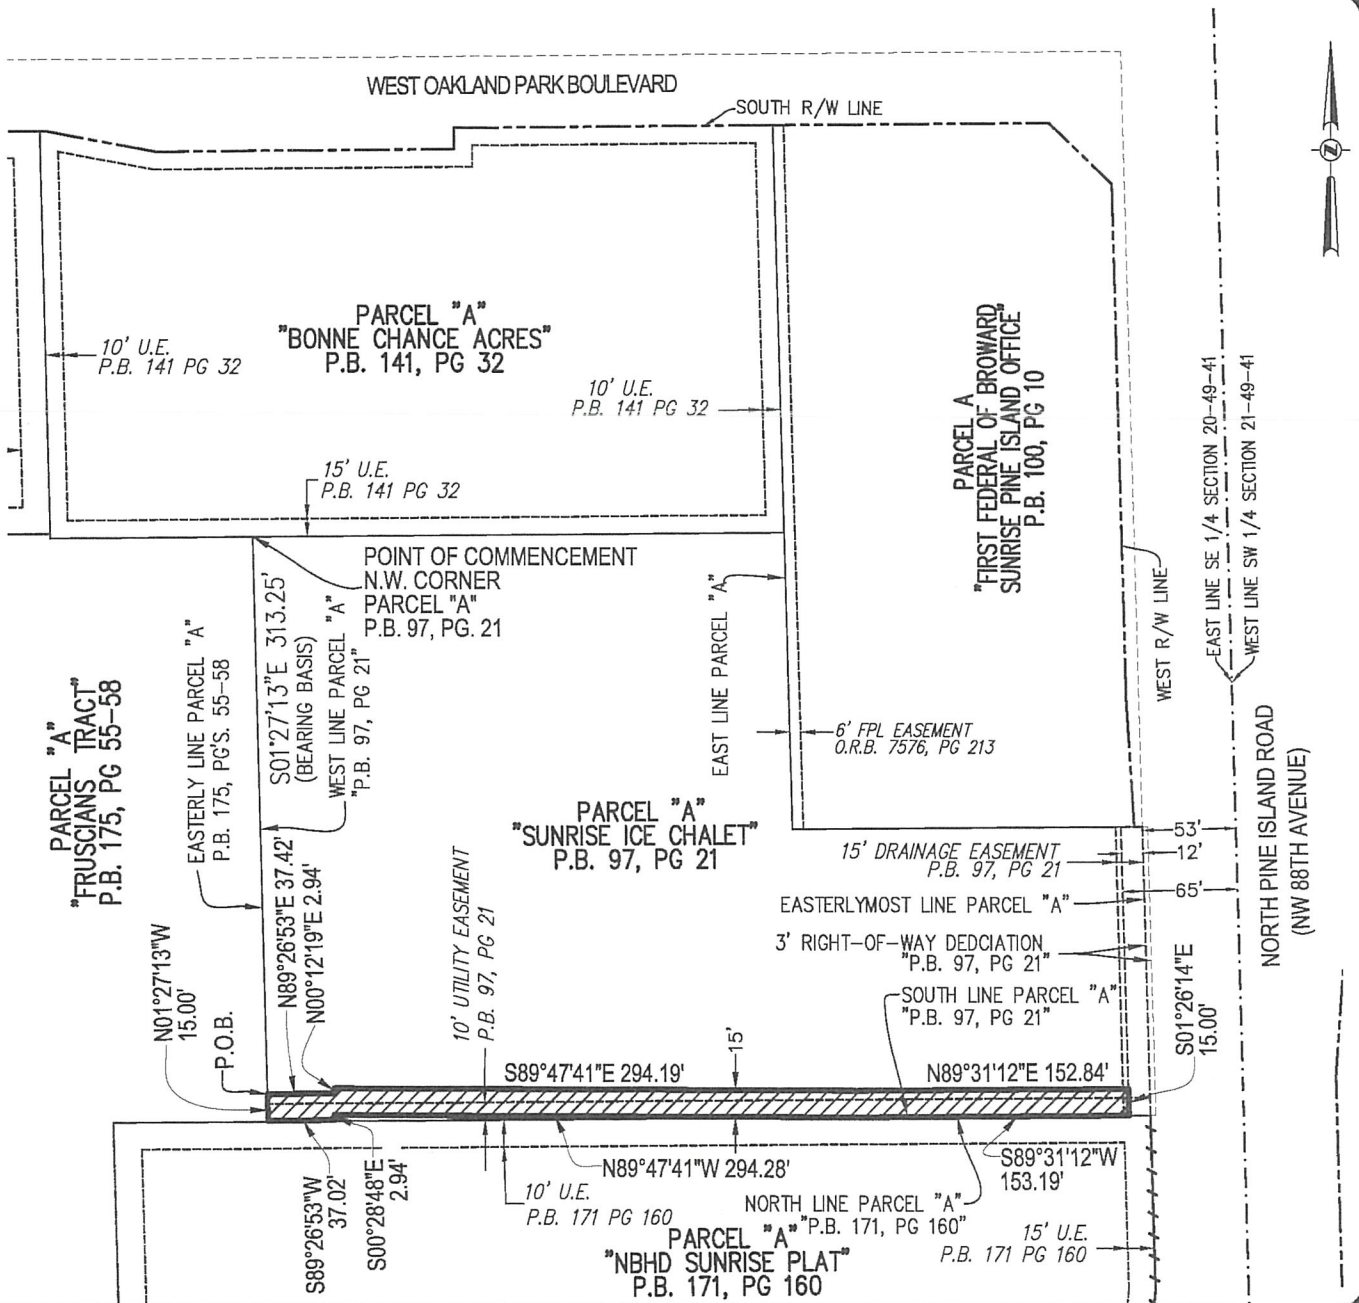 WEST OAKLAND PARK BOULEVARD
SOUTH R/W LINE
Z
PARCEL "A"
"BONNE CHANCE ACRES"
P.B. 141, PG 32
10' U.E.
P.B. 141 PG 32
10' U.E.
P.B. 141 PG 32
15' U.E.
P.B. 141 PG 32
PARCEL A
"FIRST FEDERAL OF BROWARD
SUNRISE PINE ISLAND OFFICE"
P.B. 100, PG 10
EAST LINE SE 1/4 SECTION 20-49-41
WEST LINE SW 1/4 SECTION 21-49-41
POINT OF COMMENCEMENT
N.W. CORNER
PARCEL "A"
P.B. 97, PG. 21
S01°27'13"E 313.25'
(BEARING BASIS)
WEST LINE PARCEL "A"
"P.B. 97, PG 21"
EASTERLY LINE PARCEL "A"
P.B. 175, PG'S. 55-58
PARCEL "A"
"FRUSCIANS TRACT"
P.B. 175, PG 55-58
EAST LINE PARCEL "A"
WEST R/W LINE
6' FPL EASEMENT
O.R.B. 7576, PG 213
NORTH PINE ISLAND ROAD
(NW 88TH AVENUE)
PARCEL "A"
"SUNRISE ICE CHALET"
P.B. 97, PG 21
53'
12'
65'
15' DRAINAGE EASEMENT
P.B. 97, PG 21
EASTERLYMOST LINE PARCEL "A"
3' RIGHT-OF-WAY DEDCIATION
"P.B. 97, PG 21"
SOUTH LINE PARCEL "A"
"P.B. 97, PG 21"
S01°26'14"E
15.00'
N01°27'13"W
15.00'
P.O.B.
N89°26'53"E 37.42'
N00°12'19"E 2.94'
10' UTILITY EASEMENT
P.B. 97, PG 21
S89°47'41"E 294.19'
15'
N89°31'12"E 152.84'
S89°26'53"W
37.02'
S00°28'48"E
2.94'
N89°47'41"W 294.28'
S89°31'12"W
153.19'
10' U.E.
P.B. 171 PG 160
NORTH LINE PARCEL "A"
"P.B. 171, PG 160"
PARCEL "A"
"NBHD SUNRISE PLAT"
P.B. 171, PG 160
15' U.E.
P.B. 171 PG 160